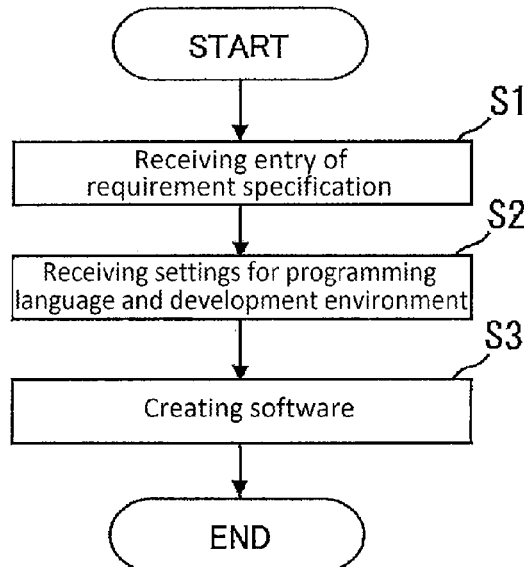 START
S1
Receiving entry of
requirement specification
S2
Receiving settings for programming
language and development environment
S3
Creating software
END